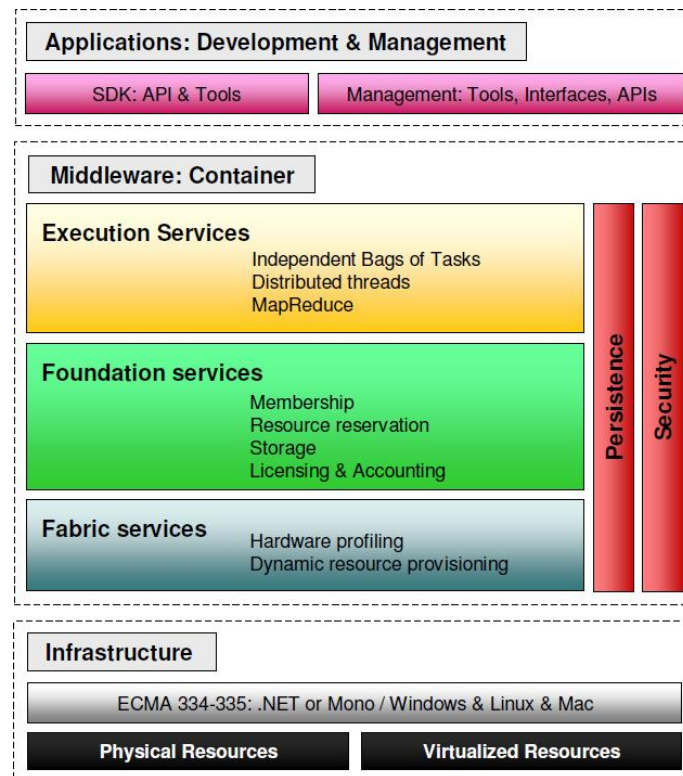 Applications: Development & Management
SDK: API & Tools
Management: Tools, Interfaces, APIs
Middleware: Container
Execution Services
Independent Bags of Tasks
Distributed threads
MapReduce
Foundation services
Membership
Resource reservation
Storage
Licensing & Accounting
Fabric services
Hardware profiling
Dynamic resource provisioning
Persistence
Security
Infrastructure
ECMA 334-335: .NET or Mono / Windows & Linux & Mac
Physical Resources
Virtualized Resources